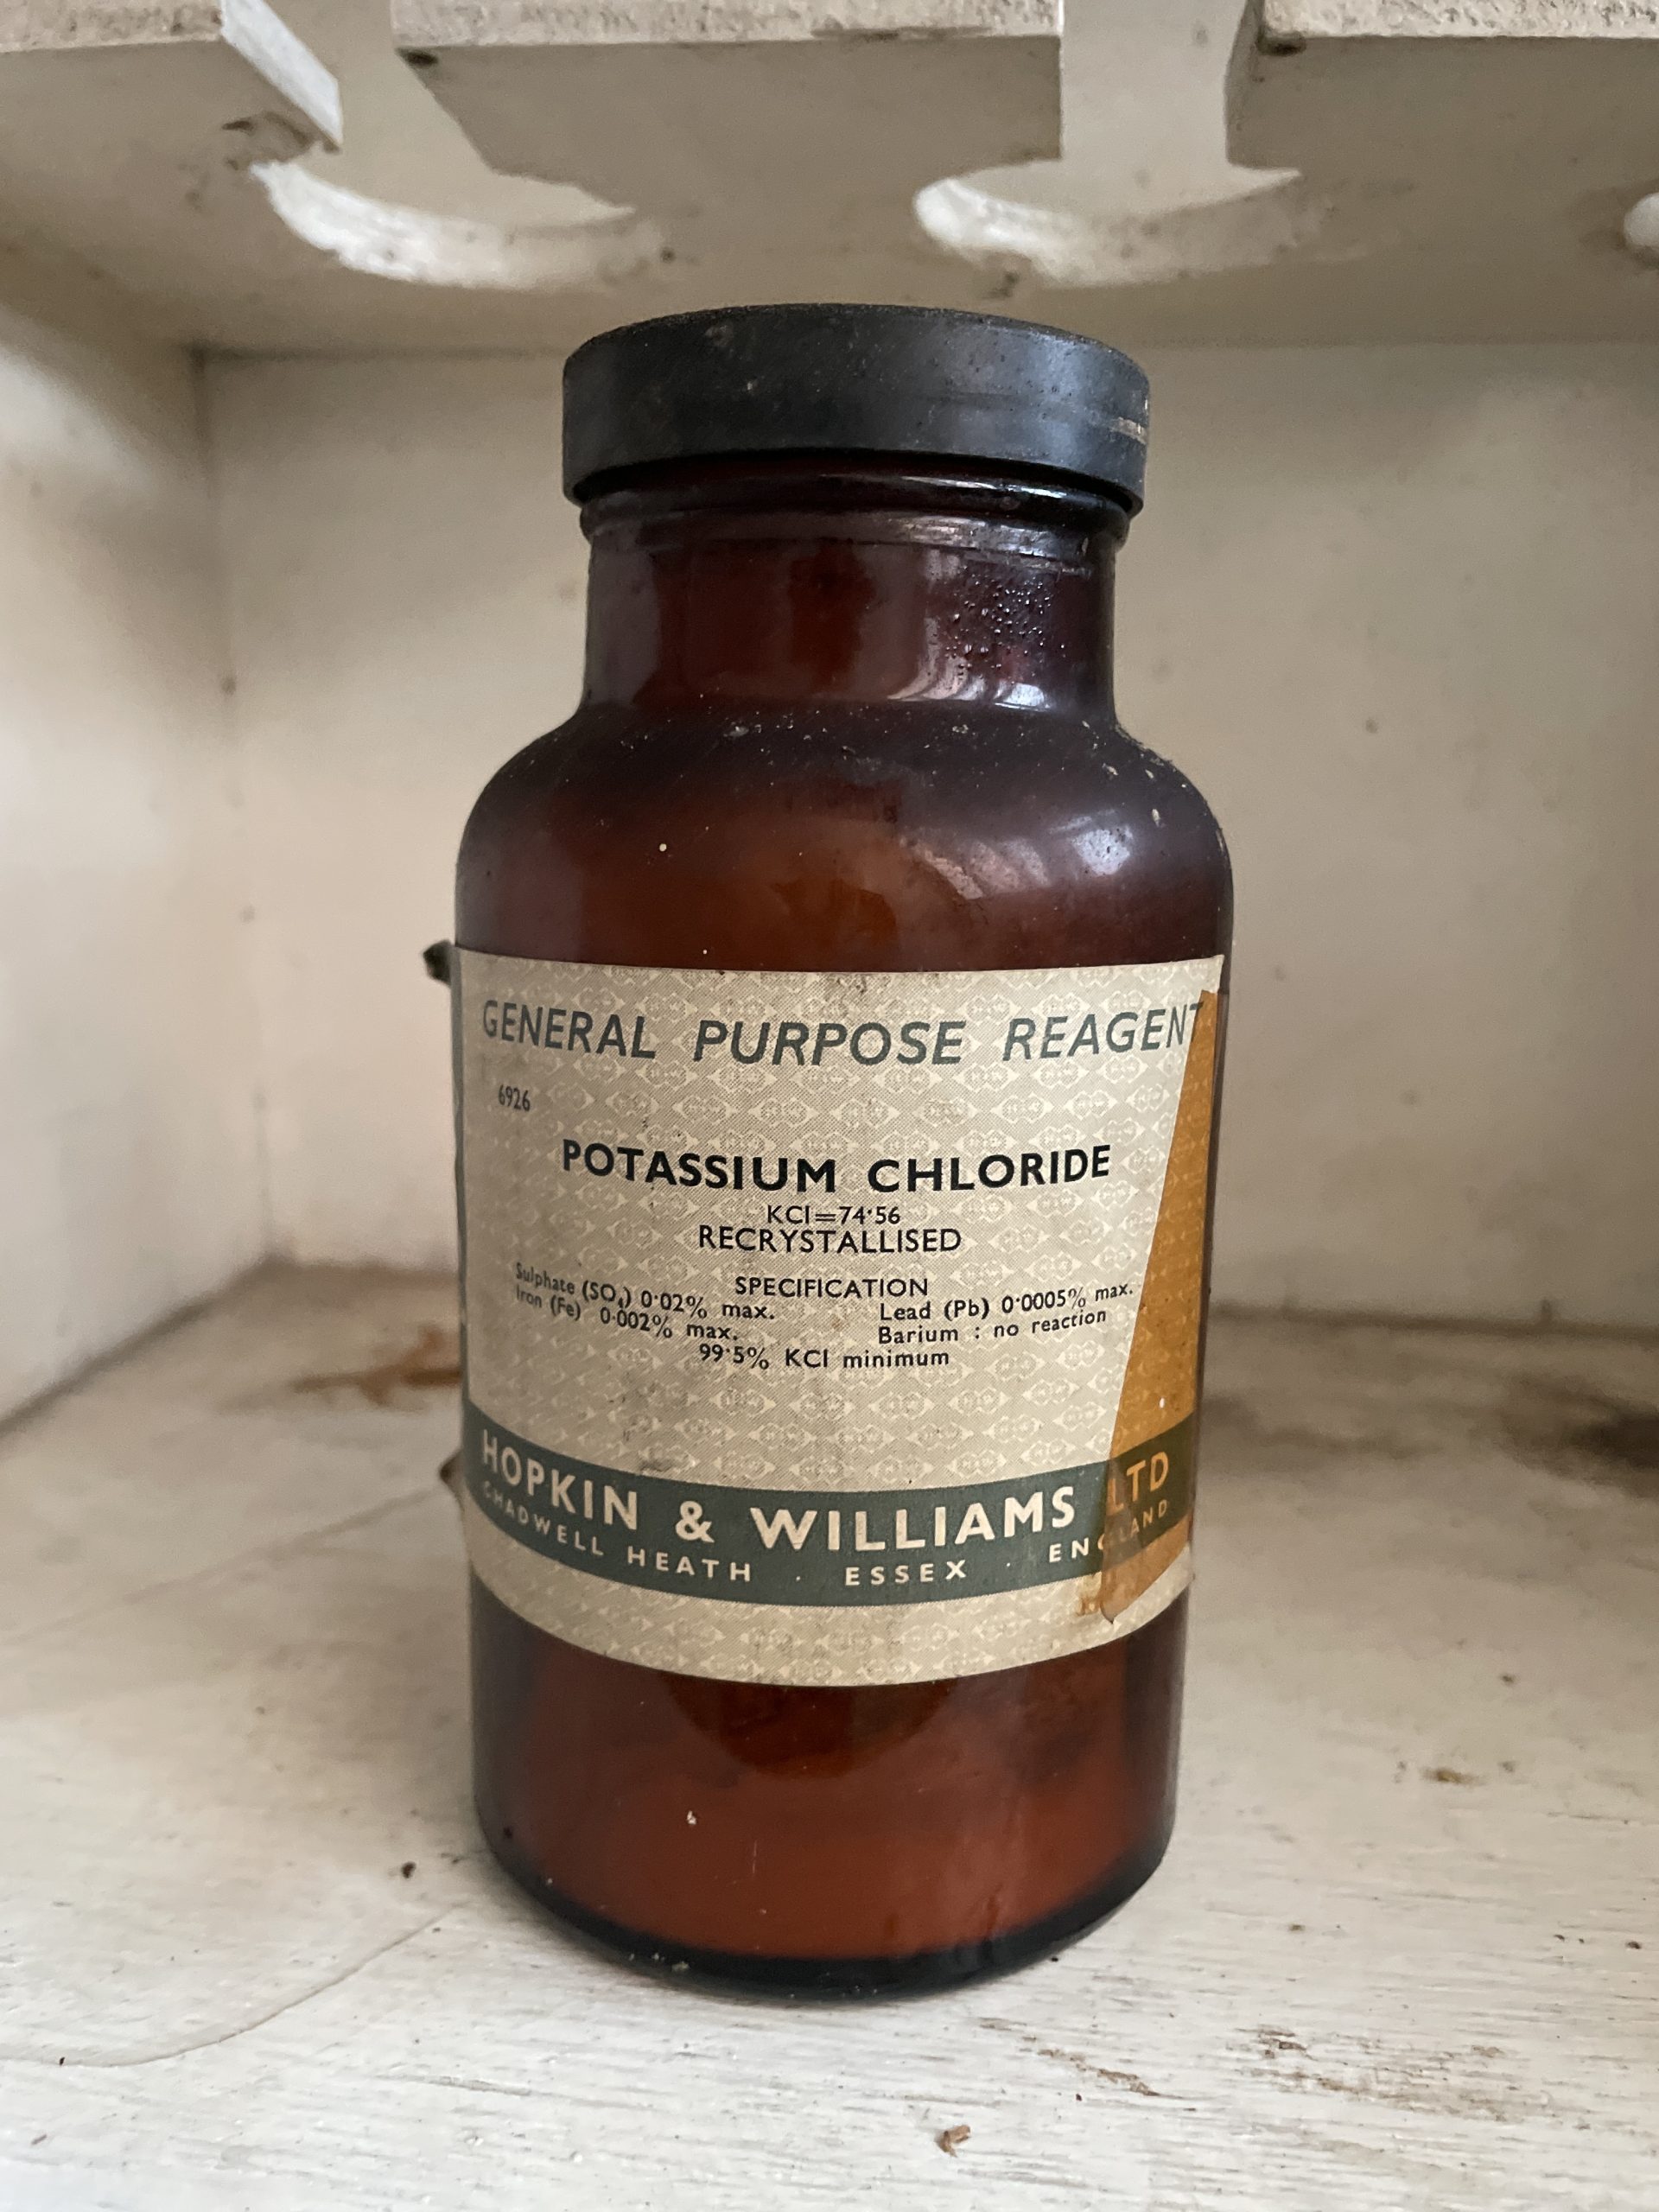 GENERAL PURPOSE REAGENT
6926
POTASSIUM CHLORIDE
KCl=74·56
RECRYSTALLISED
SPECIFICATION
Sulphate (SO₄) 0·02% max. Lead (Pb) 0·0005% max.
Iron (Fe) 0·002% max. Barium : no reaction
99·5% KCl minimum
HOPKIN & WILLIAMS LTD
CHADWELL HEATH · ESSEX · ENGLAND